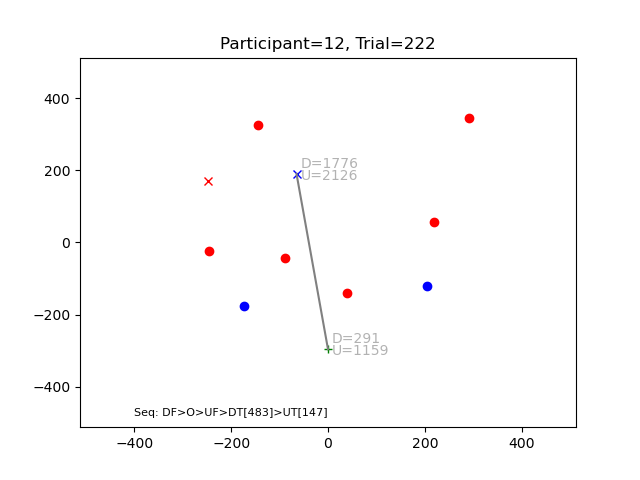 Participant=12, Trial=222
400
200
0
−200
−400
D=1776
U=2126
D=291
U=1159
Seq: DF>O>UF>DT[483]>UT[147]
−400
−200
0
200
400